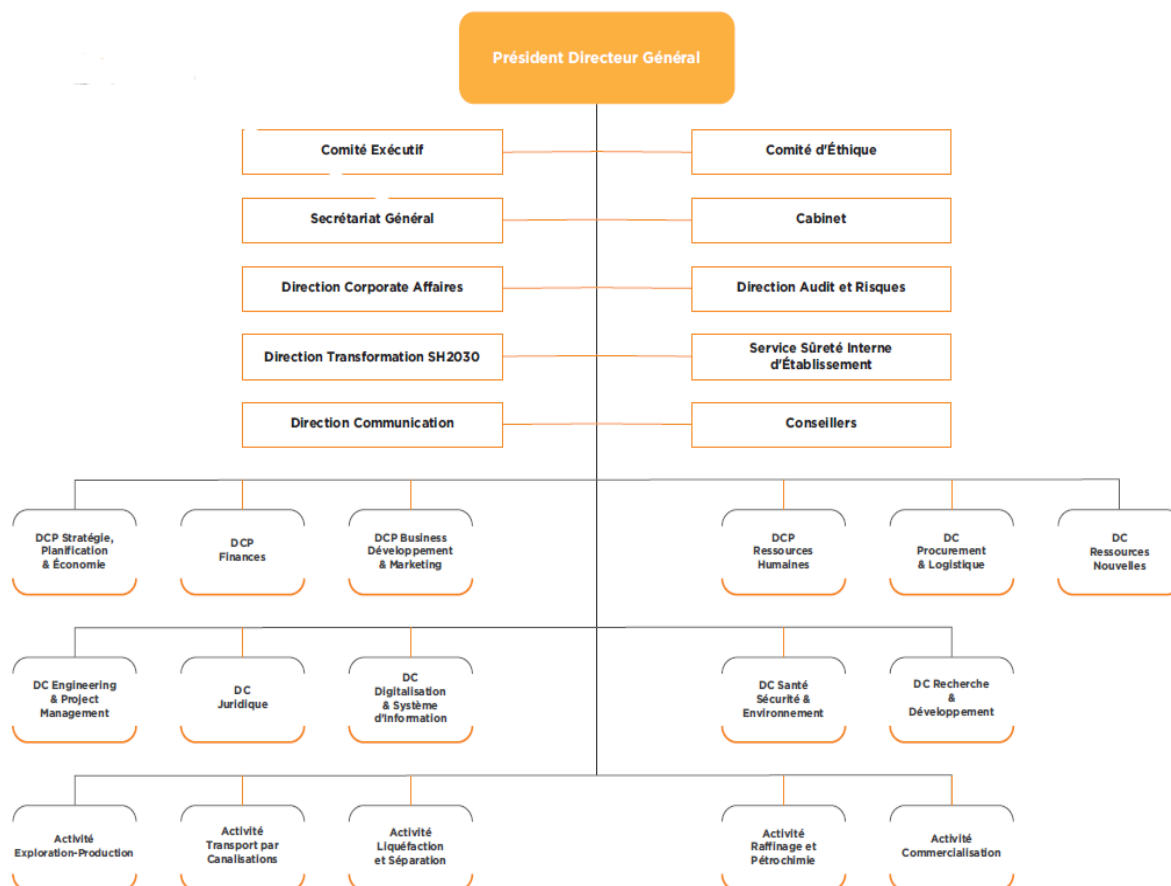 Président Directeur Général
Comité Exécutif
Comité d'Éthique
Secrétariat Général
Cabinet
Direction Corporate Affaires
Direction Audit et Risques
Direction Transformation SH2030
Service Sûreté Interne
d'Établissement
Direction Communication
Conseillers
DCP Stratégie,
Planification
& Économie
DCP
Finances
DCP Business
Développement
& Marketing
DCP
Ressources
Humaines
DC
Procurement
& Logistique
DC
Ressources
Nouvelles
DC Engineering
& Project
Management
DC
Juridique
DC
Digitalisation
& Système
d'Information
DC Santé
Sécurité &
Environnement
DC Recherche
&
Développement
Activité
Exploration-Production
Activité
Transport par
Canalisations
Activité
Liquéfaction
et Séparation
Activité
Raffinage et
Pétrochimie
Activité
Commercialisation